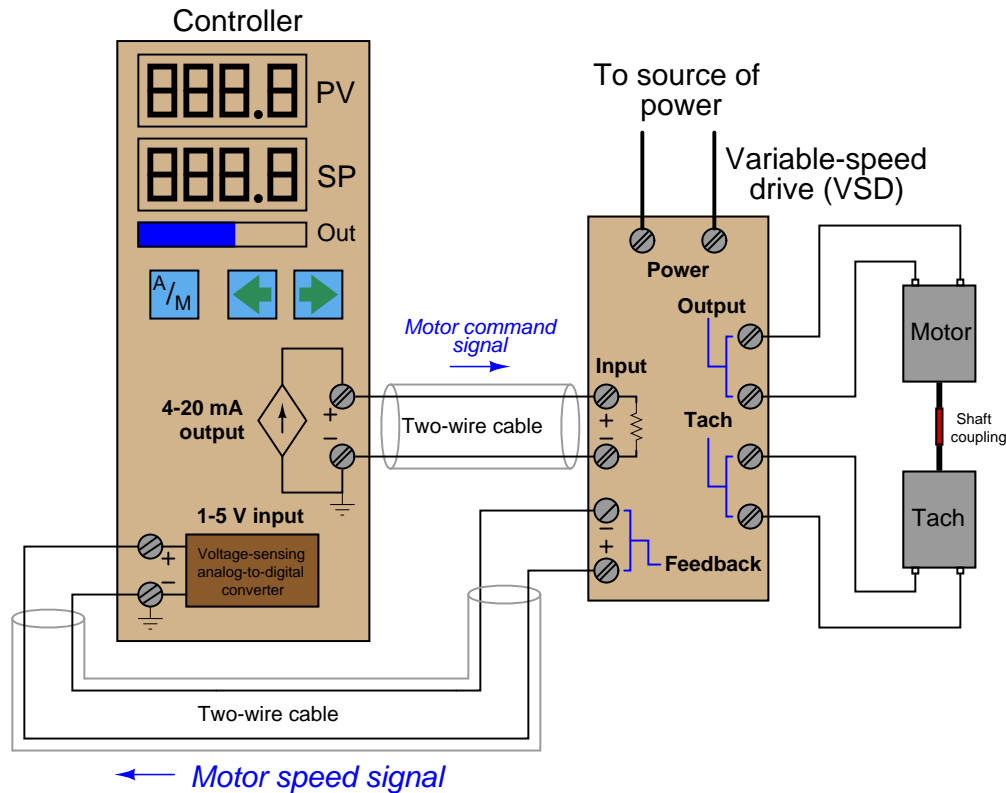 Controller
888.8 PV
888.8 SP
Out
A/M
4-20 mA
output
+
−
1-5 V input
Voltage-sensing
analog-to-digital
converter
+
−
Motor command
signal
Two-wire cable
To source of
power
Variable-speed
drive (VSD)
Power
Output
Input
+
−
Tach
−
+
Feedback
Motor
Shaft
coupling
Tach
Two-wire cable
Motor speed signal